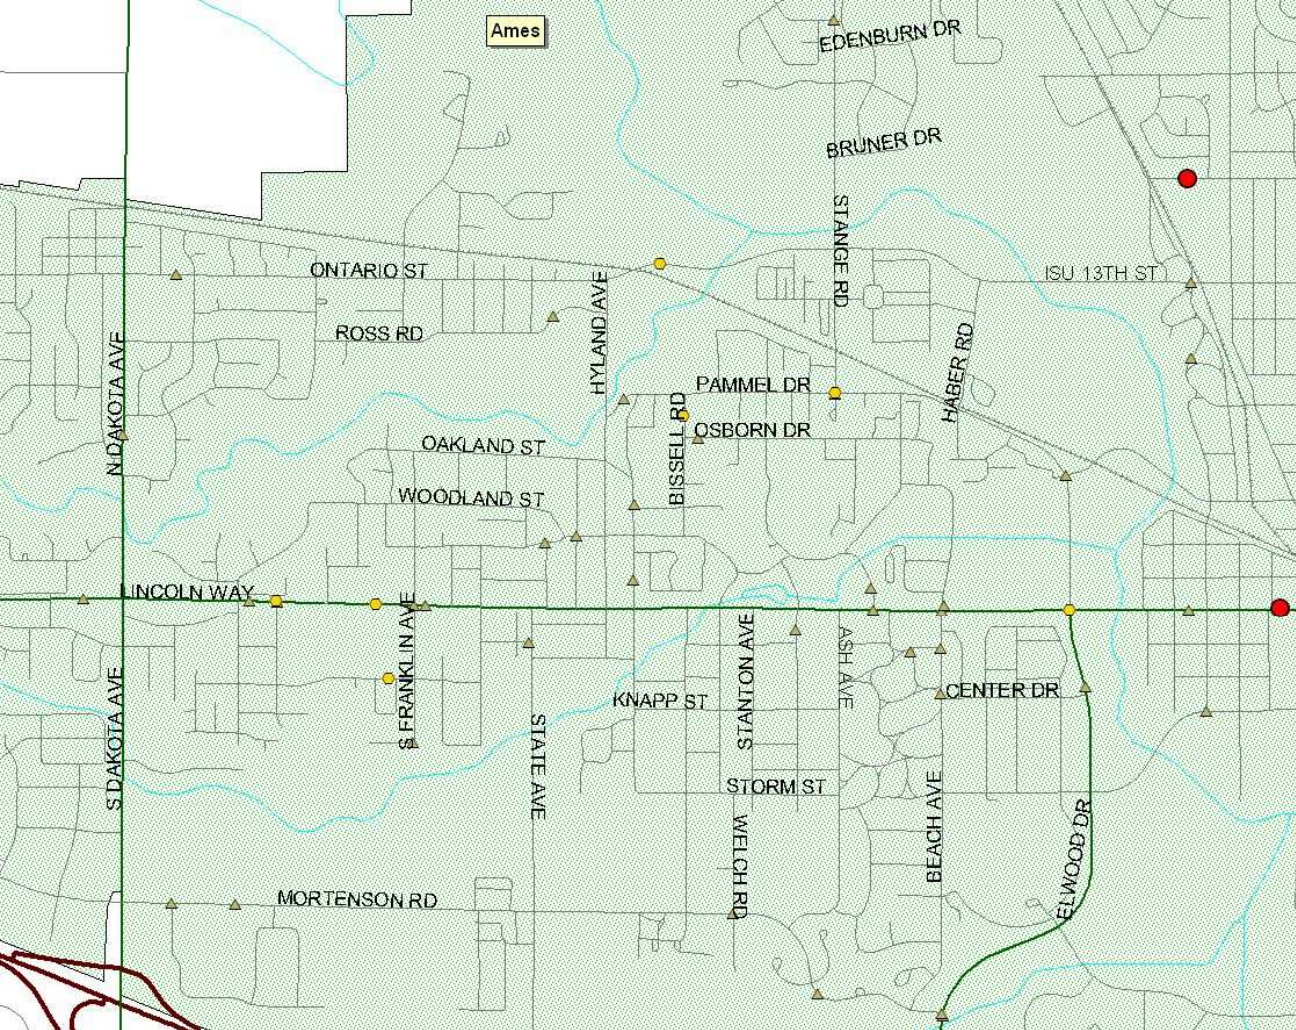 Ames
EDENBURN DR
BRUNER DR
STANGE RD
ONTARIO ST
HYLAND AVE
ISU 13TH ST
ROSS RD
N DAKOTA AVE
HABER RD
PAMMEL DR
BISSELL RD
OSBORN DR
OAKLAND ST
WOODLAND ST
LINCOLN WAY
S FRANKLIN AVE
STANTON AVE
ASH AVE
S DAKOTA AVE
KNAPP ST
CENTER DR
STATE AVE
STORM ST
BEACH AVE
WELCH RD
ELWOOD DR
MORTENSON RD